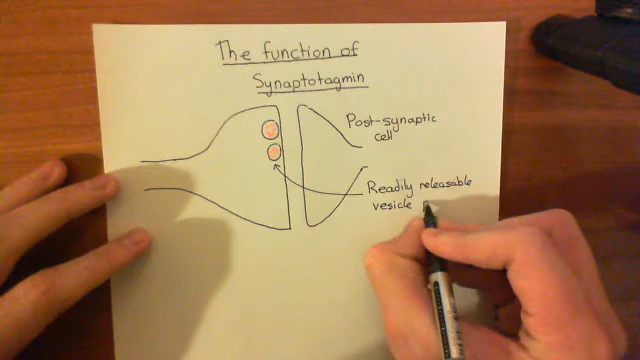 The function of
Synaptotagmin
Post-synaptic
cell
Readily releasable
vesicle